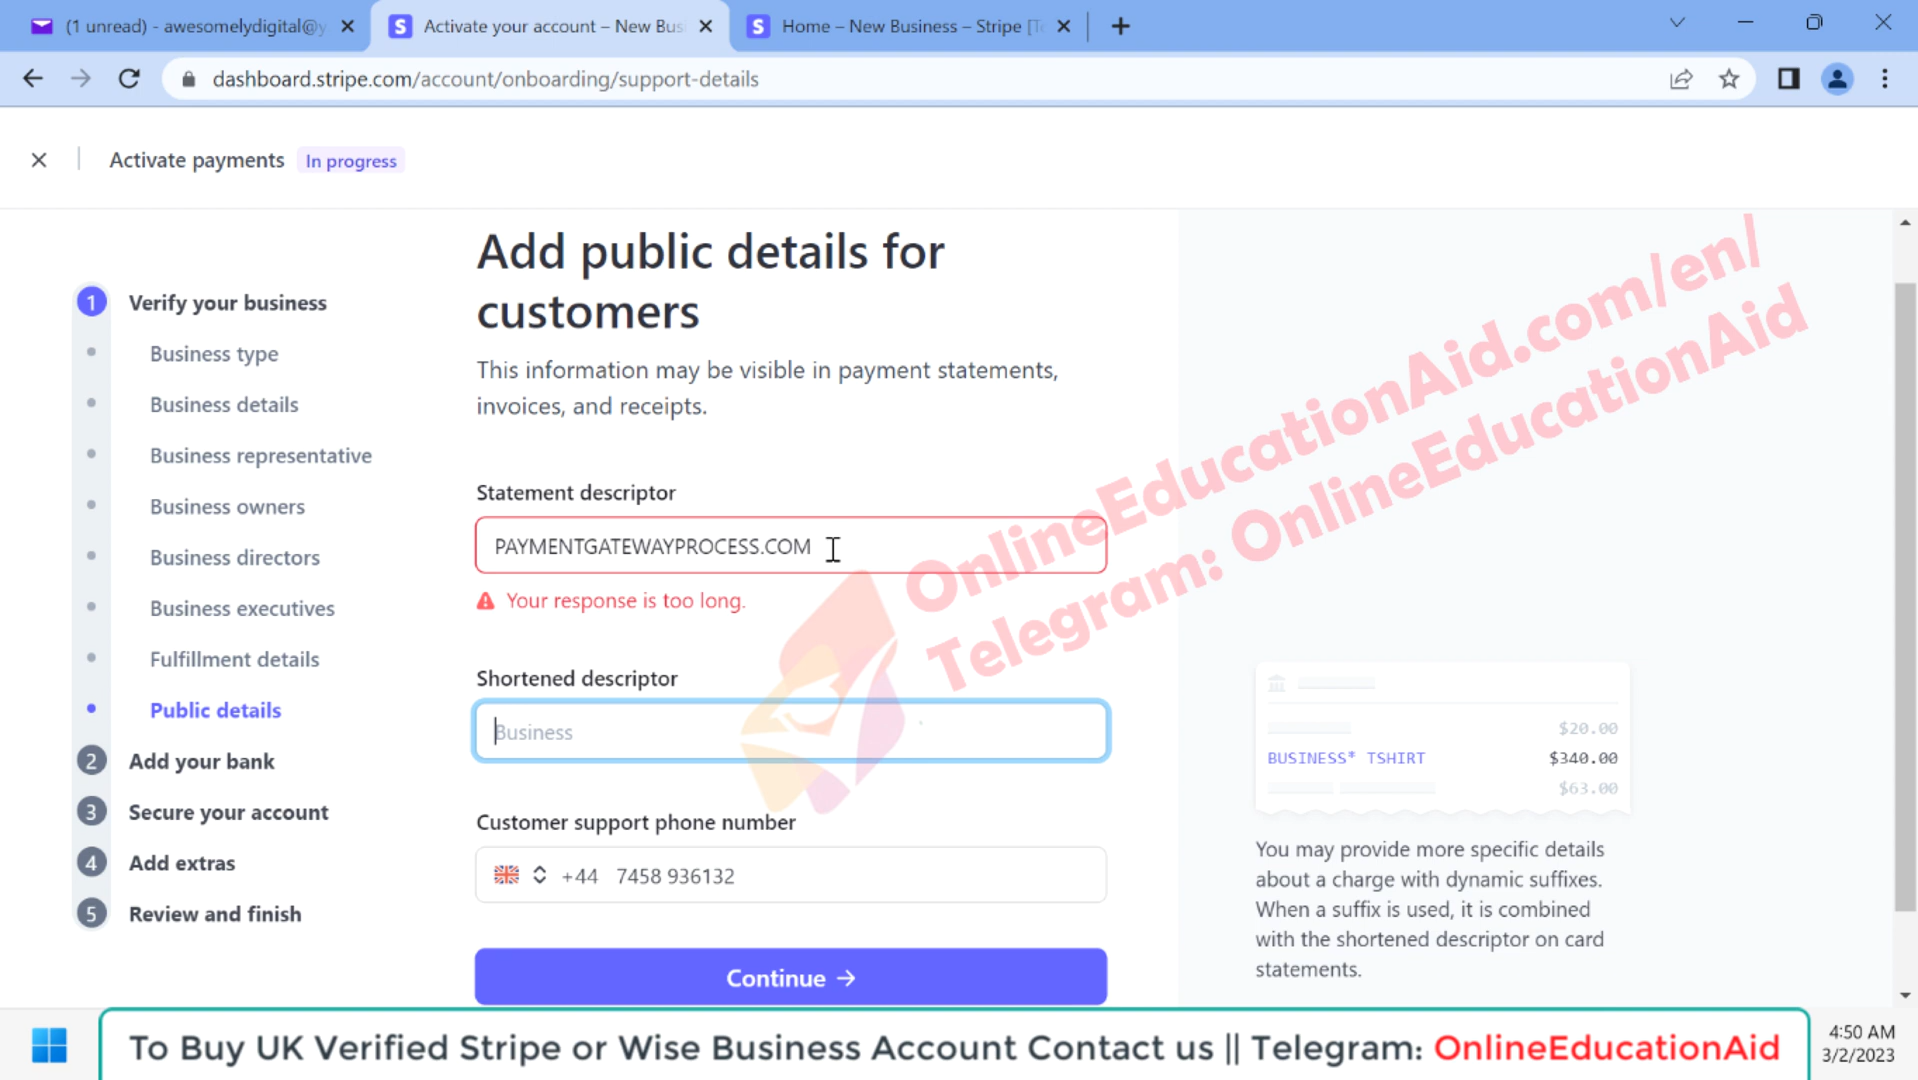 (1 unread) - awesomelydigital@y
Activate your account – New Bus
Home – New Business – Stripe [Te
dashboard.stripe.com/account/onboarding/support-details
Activate payments
In progress
Add public details for
customers
This information may be visible in payment statements,
invoices, and receipts.
1 Verify your business
Business type
Business details
Business representative
Business owners
Business directors
Business executives
Fulfillment details
Public details
2 Add your bank
3 Secure your account
4 Add extras
5 Review and finish
Statement descriptor
PAYMENTGATEWAYPROCESS.COM
Your response is too long.
Shortened descriptor
Business
Customer support phone number
+44 7458 936132
Continue →
OnlineEducationAid.com/en/
Telegram: OnlineEducationAid
$20.00
BUSINESS* TSHIRT $340.00
$63.00
You may provide more specific details
about a charge with dynamic suffixes.
When a suffix is used, it is combined
with the shortened descriptor on card
statements.
To Buy UK Verified Stripe or Wise Business Account Contact us || Telegram: OnlineEducationAid
4:50 AM
3/2/2023